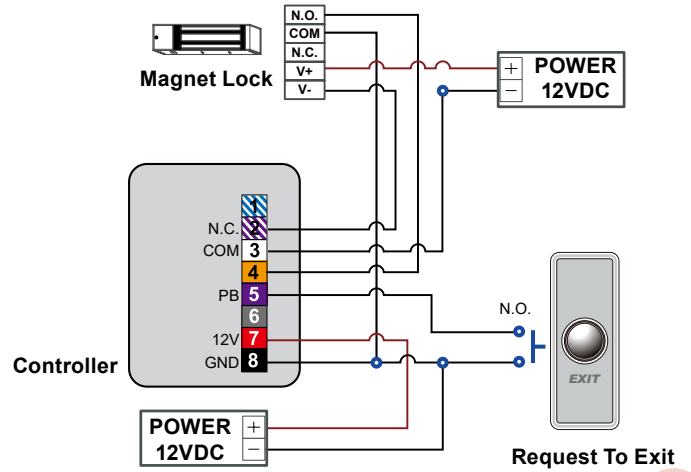 N.O.
COM
N.C.
V+
V-
Magnet Lock
+ POWER
- 12VDC
1
N.C. 2
COM 3
4
PB 5
6
12V 7
GND 8
Controller
N.O.
EXIT
POWER +
12VDC -
Request To Exit